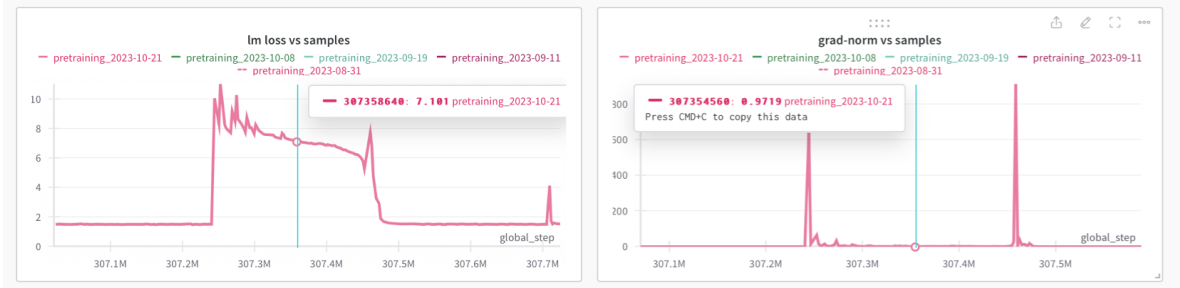 lm loss vs samples
pretraining_2023-10-21 pretraining_2023-10-08 pretraining_2023-09-19 pretraining_2023-09-11
pretraining_2023-08-31
307358640: 7.101 pretraining_2023-10-21
10
8
6
4
2
0
global_step
307.1M 307.2M 307.3M 307.4M 307.5M 307.6M 307.7M
grad-norm vs samples
pretraining_2023-10-21 pretraining_2023-10-08 pretraining_2023-09-19 pretraining_2023-09-11
pretraining_2023-08-31
307354560: 0.9719 pretraining_2023-10-21
Press CMD+C to copy this data
800
400
200
0
global_step
307.1M 307.2M 307.3M 307.4M 307.5M